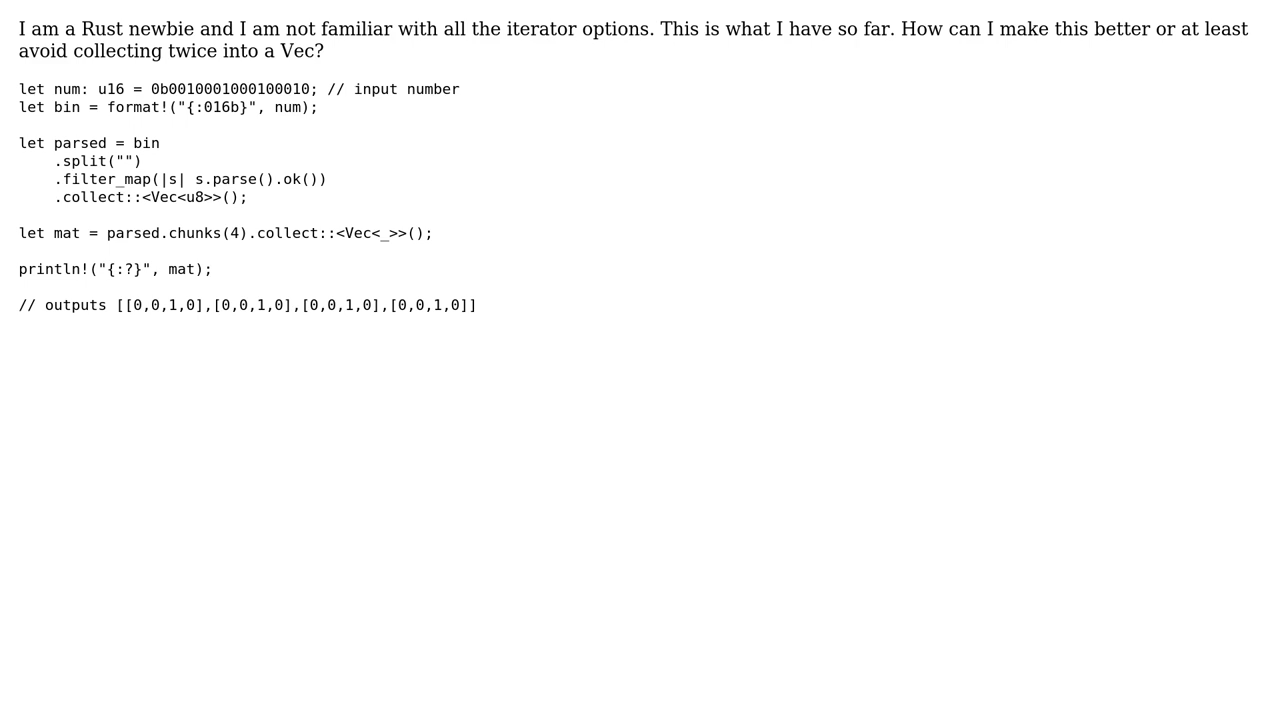 I am a Rust newbie and I am not familiar with all the iterator options. This is what I have so far. How can I make this better or at least
avoid collecting twice into a Vec?
let num: u16 = 0b0010001000100010; // input number
let bin = format!("{:016b}", num);
let parsed = bin
    .split("")
    .filter_map(|s| s.parse().ok())
    .collect::<Vec<u8>>();
let mat = parsed.chunks(4).collect::<Vec<_>>();
println!("{:?}", mat);
// outputs [[0,0,1,0],[0,0,1,0],[0,0,1,0],[0,0,1,0]]